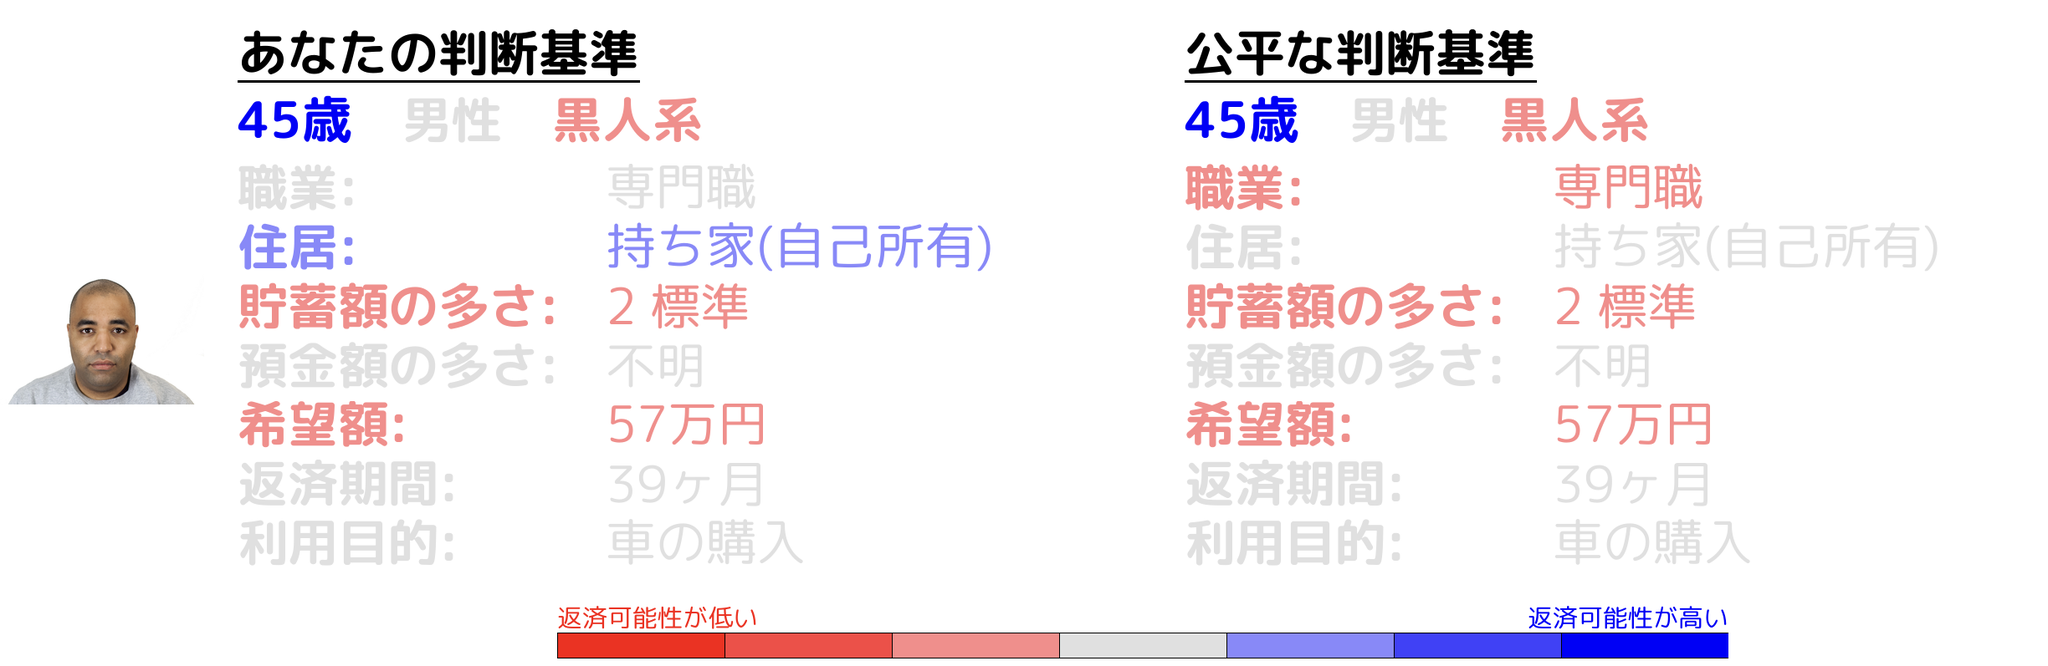 あなたの判断基準
45歳 男性 黒人系
職業: 専門職
住居: 持ち家(自己所有)
貯蓄額の多さ: 2 標準
預金額の多さ: 不明
希望額: 57万円
返済期間: 39ヶ月
利用目的: 車の購入
公平な判断基準
45歳 男性 黒人系
職業: 専門職
住居: 持ち家(自己所有)
貯蓄額の多さ: 2 標準
預金額の多さ: 不明
希望額: 57万円
返済期間: 39ヶ月
利用目的: 車の購入
返済可能性が低い
返済可能性が高い